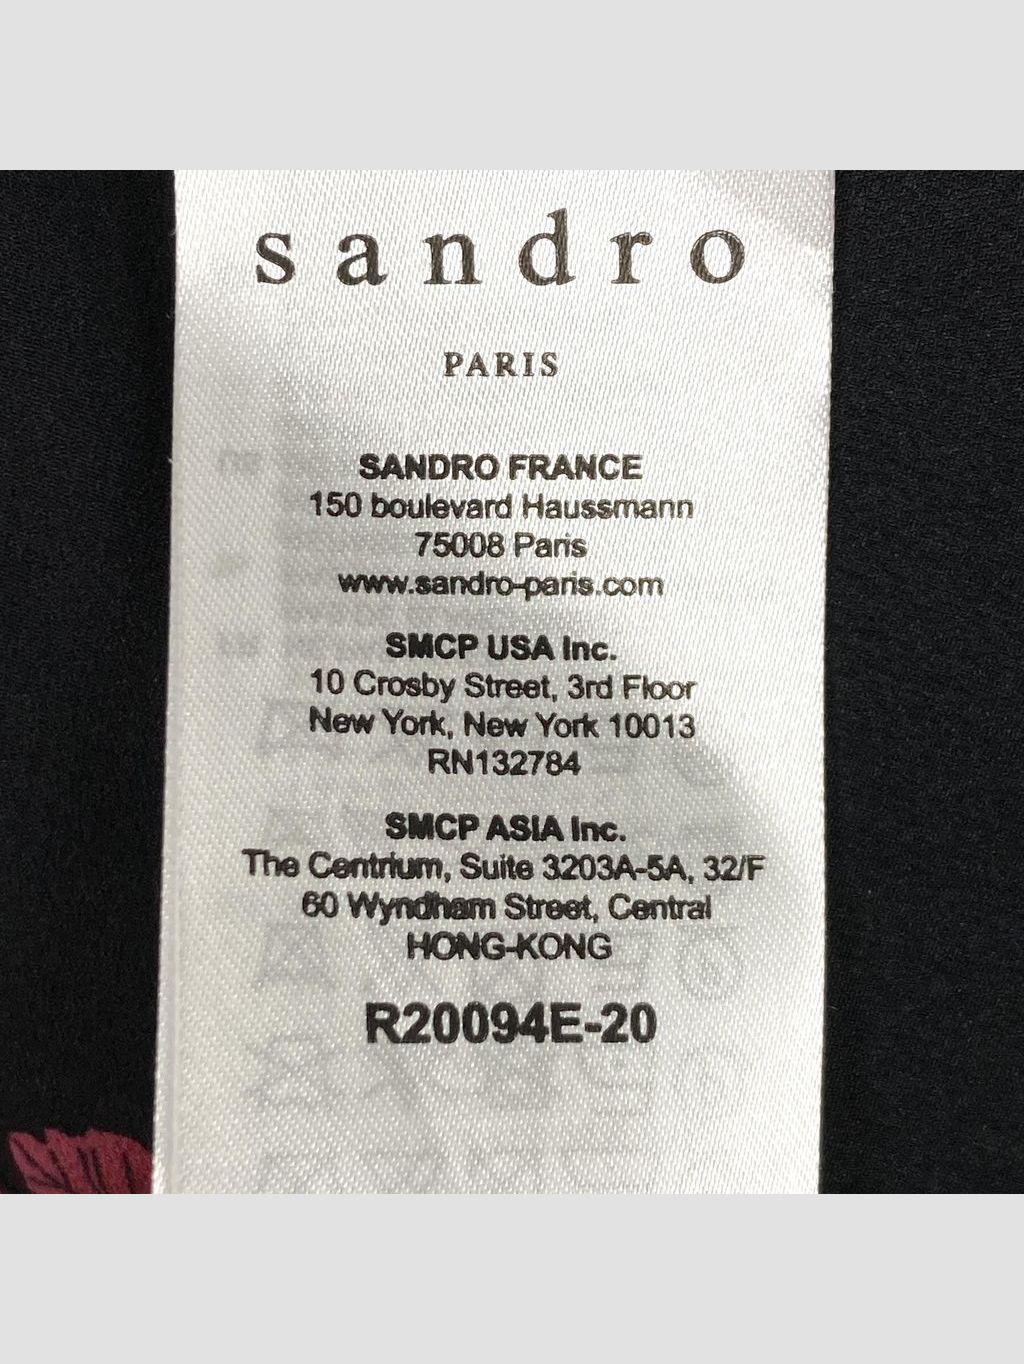 sandro
PARIS
SANDRO FRANCE
150 boulevard Haussmann
75008 Paris
www.sandro-paris.com
SMCP USA Inc.
10 Crosby Street, 3rd Floor
New York, New York 10013
RN132784
SMCP ASIA Inc.
The Centrium, Suite 3203A-5A, 32/F
60 Wyndham Street, Central
HONG-KONG
R20094E-20